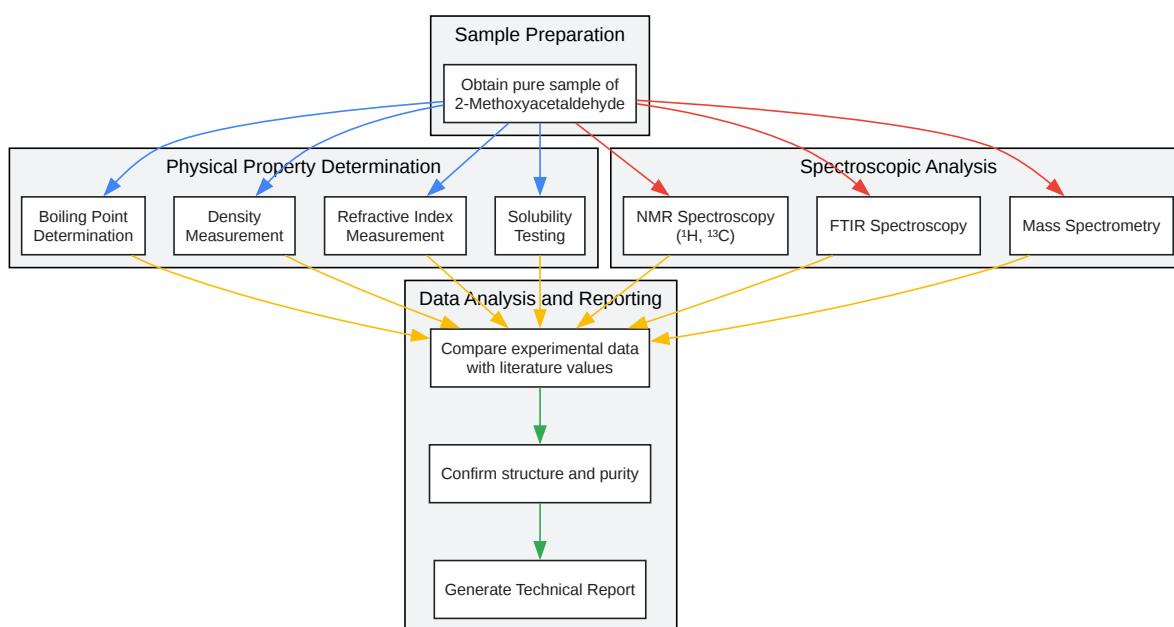 Sample Preparation
Obtain pure sample of
2-Methoxyacetaldehyde
Physical Property Determination
Boiling Point
Determination
Density
Measurement
Refractive Index
Measurement
Solubility
Testing
Spectroscopic Analysis
NMR Spectroscopy
(¹H, ¹³C)
FTIR Spectroscopy
Mass Spectrometry
Data Analysis and Reporting
Compare experimental data
with literature values
Confirm structure and purity
Generate Technical Report